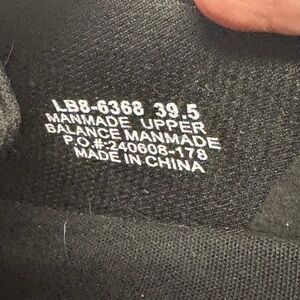 LB8-6368 39.5
MANMADE UPPER
BALANCE MANMADE
P.O.#:240608-178
MADE IN CHINA